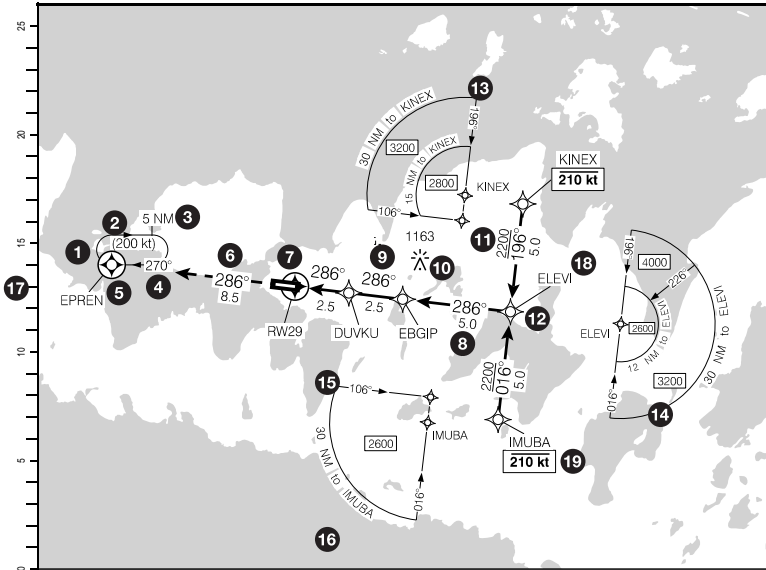 25
20
15
10
5
0
13
30 NM to KINEX
3200
15 NM to KINEX
2800
196°
KINEX
106°
KINEX
210 kt
2
5 NM
3
(200 kt)
1
270°
EPREN
5
4
17
6
286°
8.5
7
RW29
286°
2.5
DUVKU
9
286°
2.5
EBGIP
1163
10
11
2200
196°
5.0
ELEVI
18
286°
5.0
8
12
2200
016°
5.0
IMUBA
210 kt
19
196°
4000
226°
ELEVI
2600
12 NM to ELEVI
3200
30 NM to ELEVI
016°
14
15
106°
2600
IMUBA
30 NM to IMUBA
016°
16